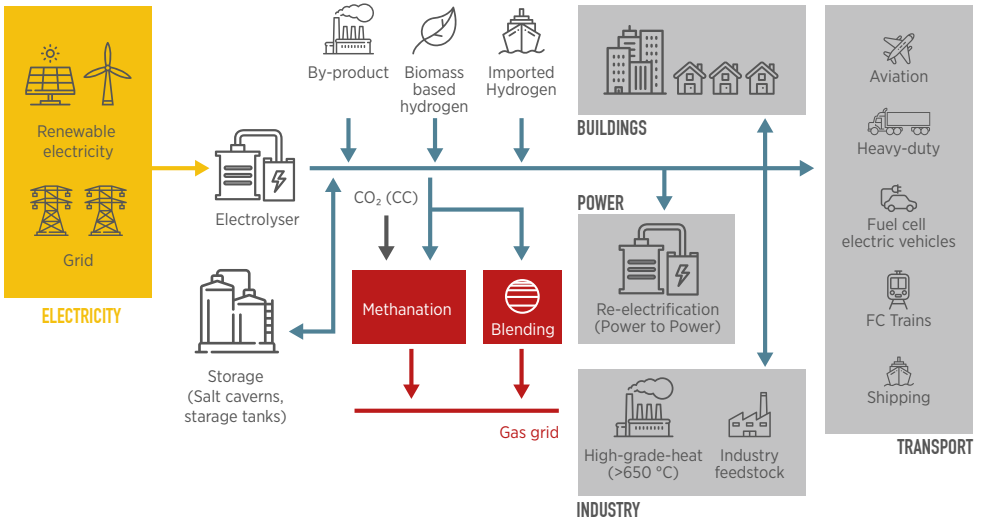 Renewable
electricity
Grid
ELECTRICITY
Electrolyser
Storage
(Salt caverns,
starage tanks)
By-product
Biomass
based
hydrogen
Imported
Hydrogen
CO₂ (CC)
Methanation
Blending
Gas grid
BUILDINGS
POWER
Re-electrification
(Power to Power)
High-grade-heat
(>650 °C)
Industry
feedstock
INDUSTRY
Aviation
Heavy-duty
Fuel cell
electric vehicles
FC Trains
Shipping
TRANSPORT